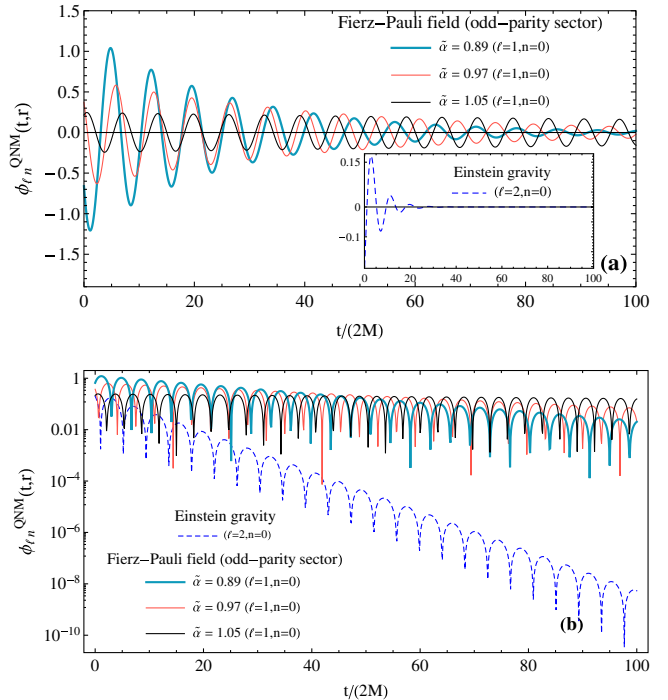 Fierz-Pauli field (odd-parity sector)
α̃ = 0.89 (ℓ=1,n=0)
α̃ = 0.97 (ℓ=1,n=0)
α̃ = 1.05 (ℓ=1,n=0)
1.5
1.0
0.5
0.0
-0.5
-1.0
-1.5
ϕ_{ℓ n}^{QNM}(t,r)
0.15
0
-0.1
Einstein gravity
(ℓ=2,n=0)
0 20 40 60 80 100
(a)
0 20 40 60 80 100
t/(2M)
1
0.01
10^{-4}
10^{-6}
10^{-8}
10^{-10}
ϕ_{ℓ n}^{QNM}(t,r)
Einstein gravity
(ℓ=2,n=0)
Fierz-Pauli field (odd-parity sector)
α̃ = 0.89 (ℓ=1,n=0)
α̃ = 0.97 (ℓ=1,n=0)
α̃ = 1.05 (ℓ=1,n=0)
(b)
0 20 40 60 80 100
t/(2M)